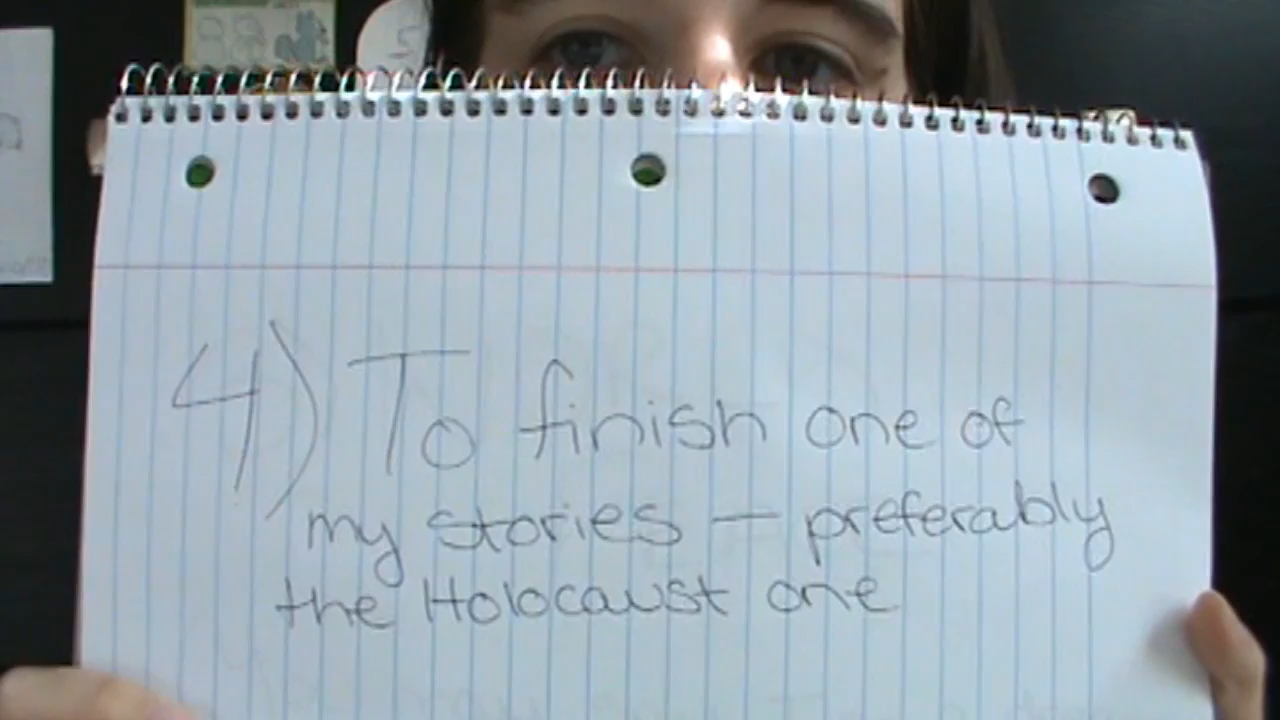 4) To finish one of
my stories - preferably
the Holocaust one